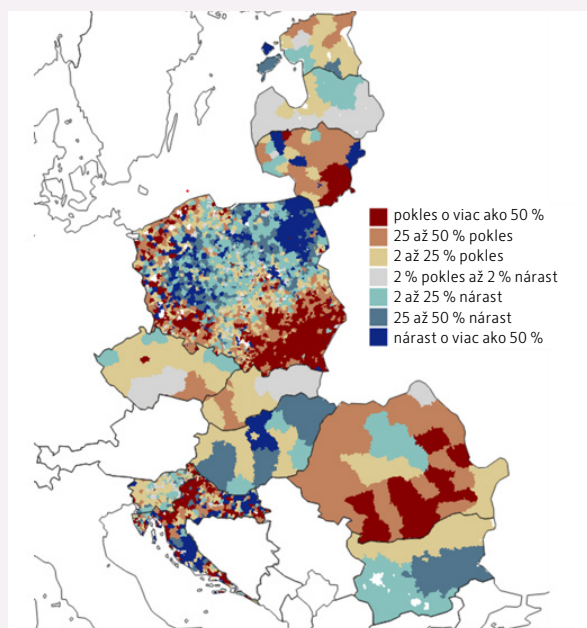 pokles o viac ako 50 %
25 až 50 % pokles
2 až 25 % pokles
2 % pokles až 2 % nárast
2 až 25 % nárast
25 až 50 % nárast
nárast o viac ako 50 %